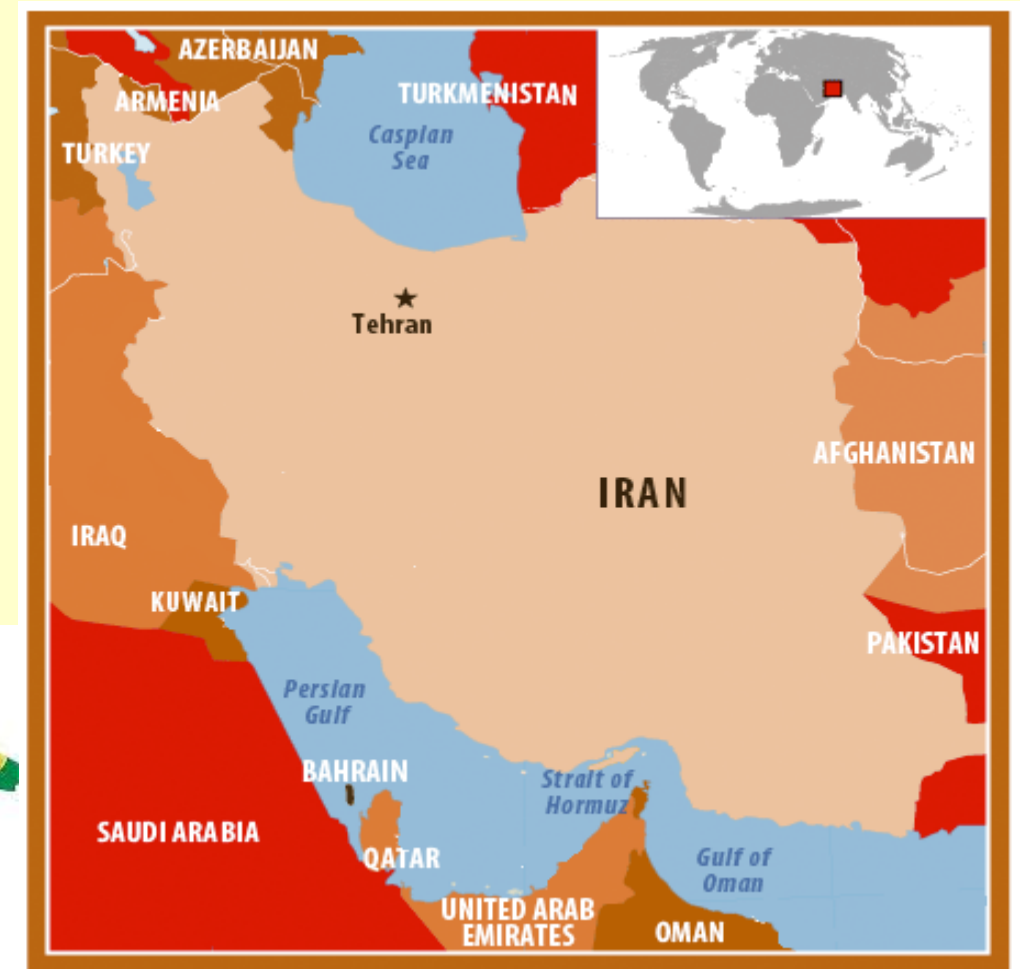 AZERBAIJAN
TURKMENISTAN
ARMENIA
Caspian
Sea
TURKEY
Tehran
AFGHANISTAN
IRAN
IRAQ
KUWAIT
PAKISTAN
Persian
Gulf
BAHRAIN
Strait of
Hormuz
SAUDI ARABIA
QATAR
Gulf of
Oman
UNITED ARAB
EMIRATES
OMAN